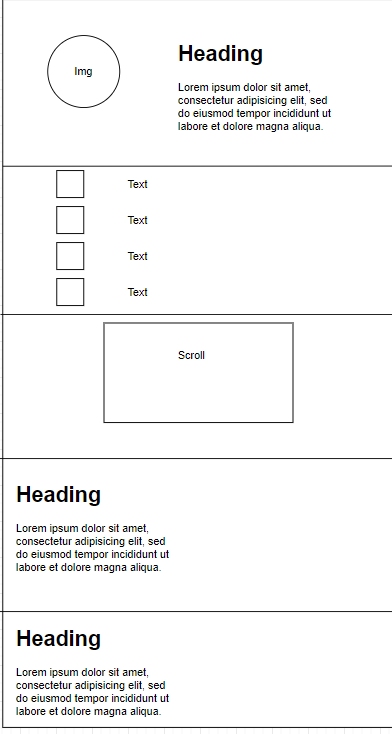 Img
Heading
Lorem ipsum dolor sit amet,
consectetur adipisicing elit, sed
do eiusmod tempor incididunt ut
labore et dolore magna aliqua.
Text
Text
Text
Text
Scroll
Heading
Lorem ipsum dolor sit amet,
consectetur adipisicing elit, sed
do eiusmod tempor incididunt ut
labore et dolore magna aliqua.
Heading
Lorem ipsum dolor sit amet,
consectetur adipisicing elit, sed
do eiusmod tempor incididunt ut
labore et dolore magna aliqua.